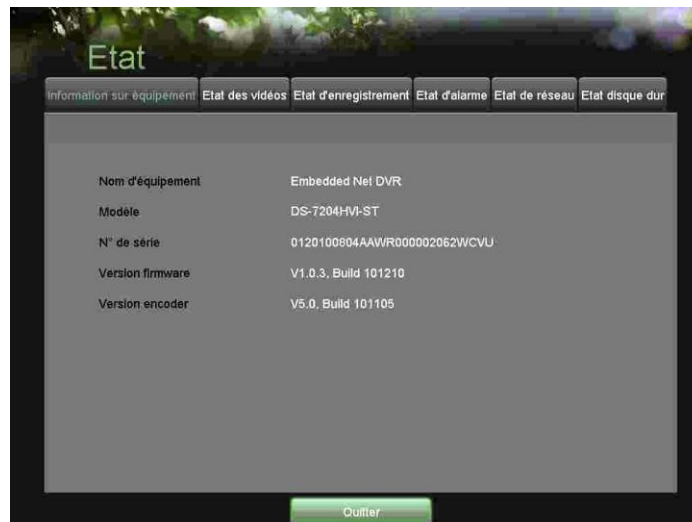 Etat
Information sur équipement Etat des vidéos Etat d'enregistrement Etat d'alarme Etat de réseau Etat disque dur
Nom d'équipement Embedded Net DVR
Modèle DS-7204HVI-ST
N° de série 0120100804AAWR000002062WCVU
Version firmware V1.0.3, Build 101210
Version encoder V5.0, Build 101105
Quitter